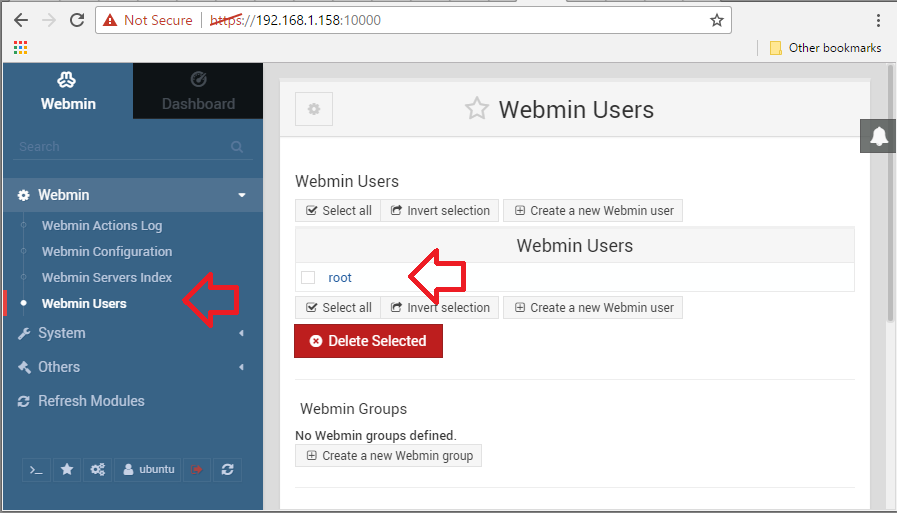 Not Secure https://192.168.1.158:10000
Other bookmarks
Webmin Dashboard
Search
Webmin
Webmin Actions Log
Webmin Configuration
Webmin Servers Index
Webmin Users
System
Others
Refresh Modules
>_ ubuntu
Webmin Users
Webmin Users
Select all Invert selection Create a new Webmin user
Webmin Users
root
Select all Invert selection Create a new Webmin user
Delete Selected
Webmin Groups
No Webmin groups defined.
Create a new Webmin group